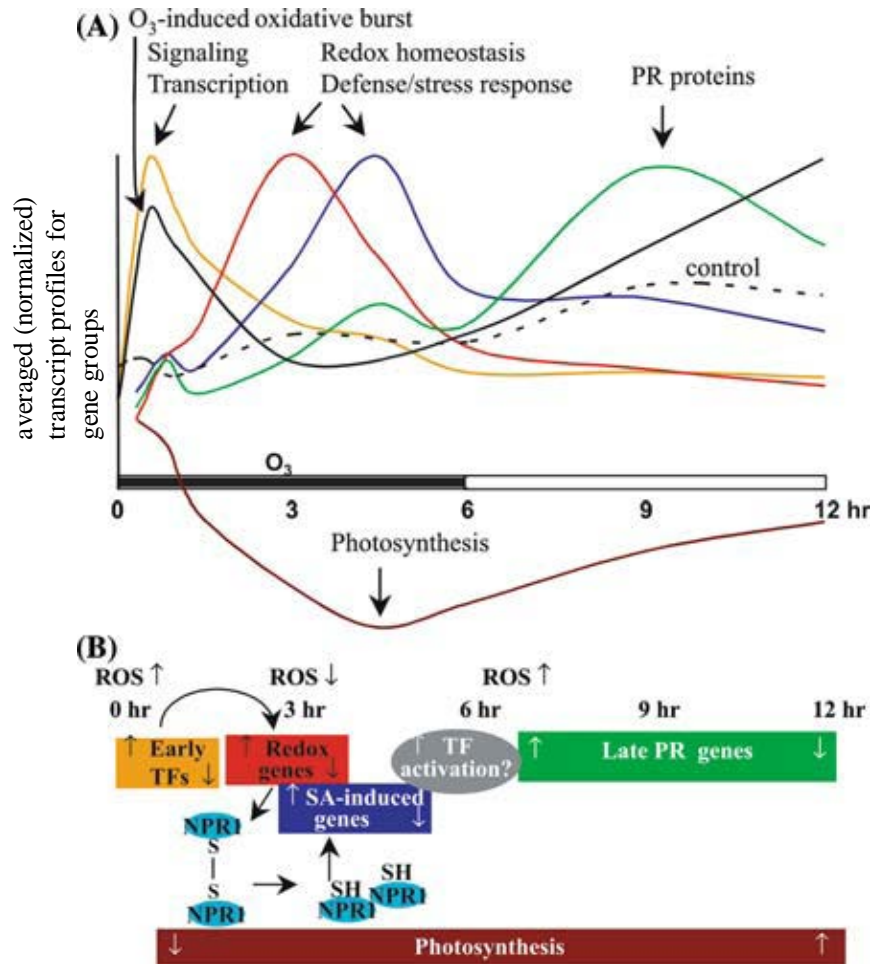 (A)
O3-induced oxidative burst
Signaling
Transcription
Redox homeostasis
Defense/stress response
PR proteins
averaged (normalized)
transcript profiles for
gene groups
control
O3
0 3 6 9 12 hr
Photosynthesis
(B)
ROS ↑ ROS ↓ ROS ↑
0 hr 3 hr 6 hr 9 hr 12 hr
↑ Early
TFs ↓
↑ Redox
genes ↓
↑ TF
activation?
↑ Late PR genes ↓
↑ SA-induced
genes ↓
NPR1
S
S
NPR1
SH
NPR1
SH
NPR1
↓ Photosynthesis ↑